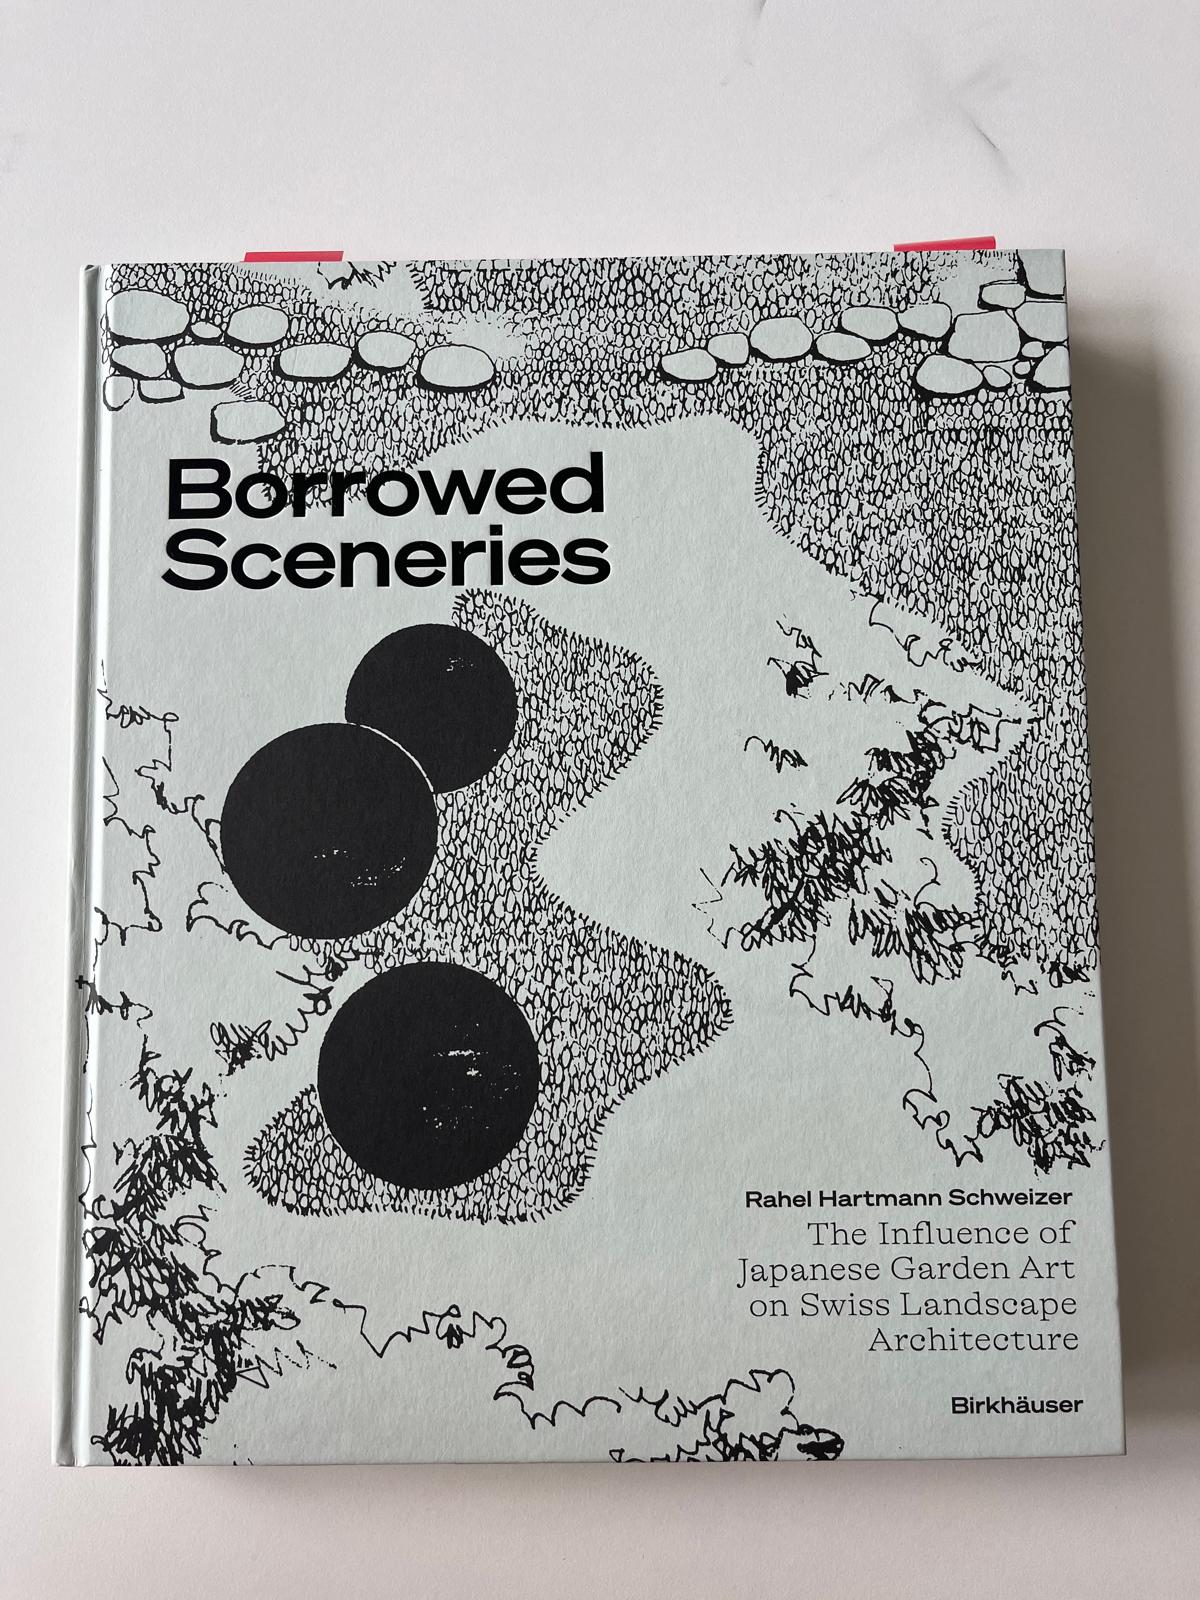 Borrowed
Sceneries
Rahel Hartmann Schweizer
The Influence of
Japanese Garden Art
on Swiss Landscape
Architecture
Birkhäuser